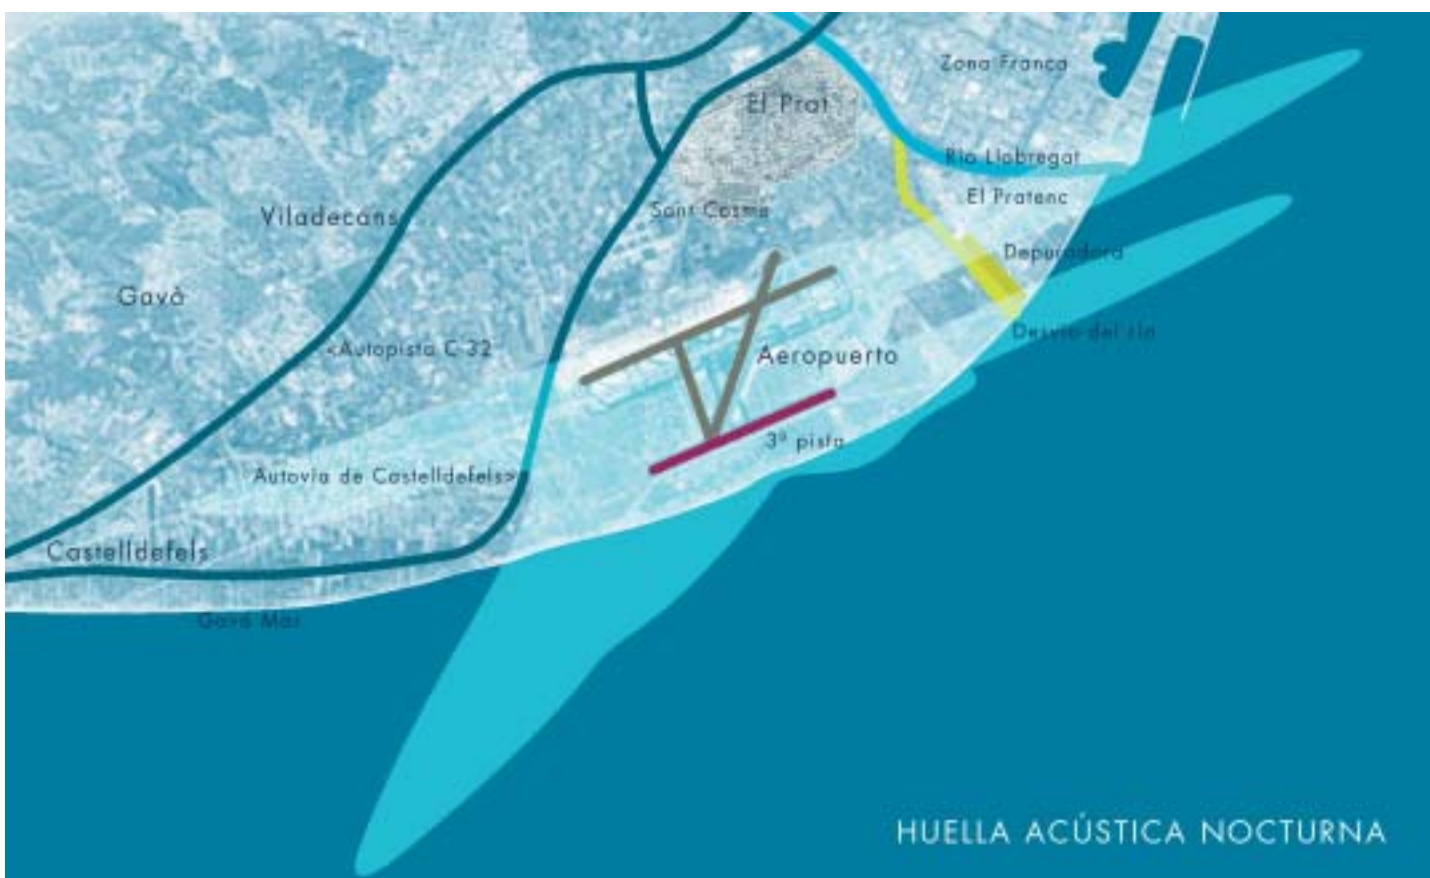 Zona Franca
El Prat
Río Llobregat
El Pratenc
Sant Cosme
Viladecans
Depuradora
Gavà
Desvío del río
<Autopista C-32
Aeropuerto
3ª pista
Autovía de Castelldefels>
Castelldefels
Gavà Mar
HUELLA ACÚSTICA NOCTURNA